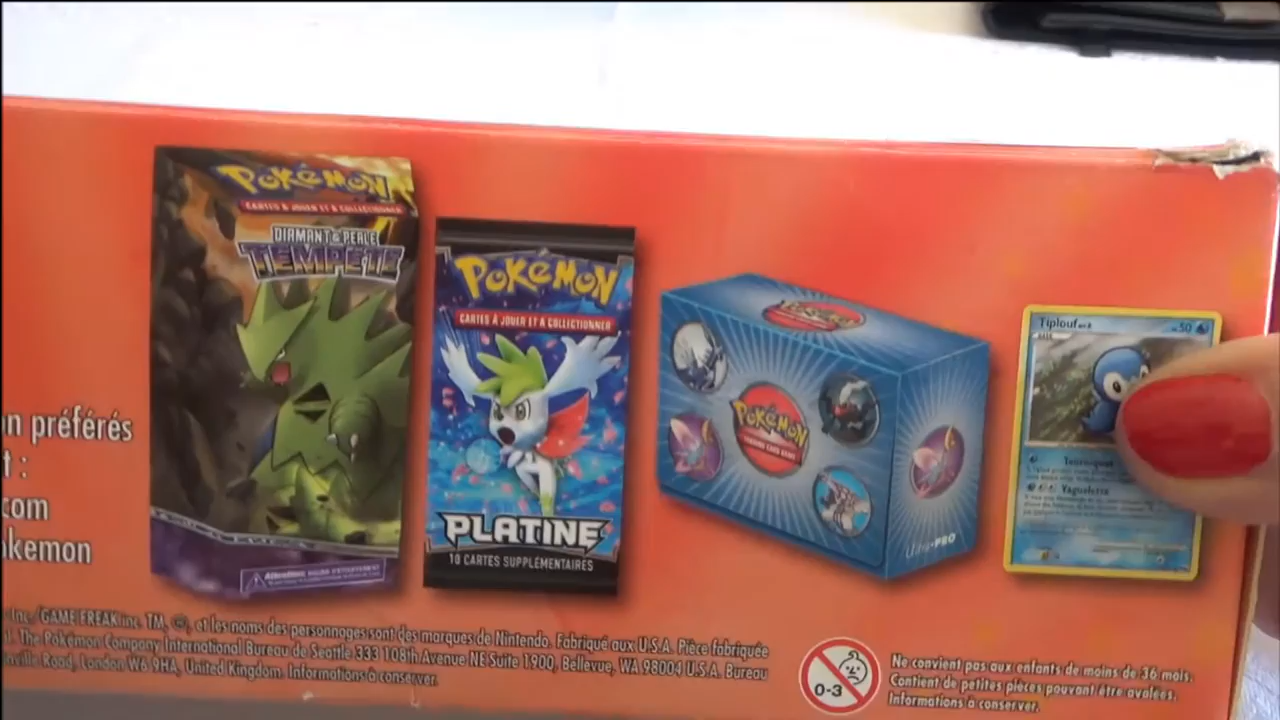 POKÉMON
CARTES À JOUER ET À COLLECTIONNER
DIAMANT & PERLE
TEMPÊTE
POKÉMON
CARTES À JOUER ET À COLLECTIONNER
PLATINE
10 CARTES SUPPLÉMENTAIRES
POKÉMON
TRADING CARD GAME
Ultra•PRO
Tiplouf 50
BASE
n préférés
t :
com
okemon
Inc./GAME FREAK inc. TM, ®, et les noms des personnages sont des marques de Nintendo. Fabriqué aux U.S.A. Pièce fabriquée
The Pokémon Company International Bureau de Seattle 333 108th Avenue NE Suite 1900, Bellevue, WA 98004 U.S.A. Bureau
Road, London W6 9HA, United Kingdom. Informations à conserver.
0-3
Ne convient pas aux enfants de moins de 36 mois.
Contient de petites pièces pouvant être avalées.
Informations à conserver.